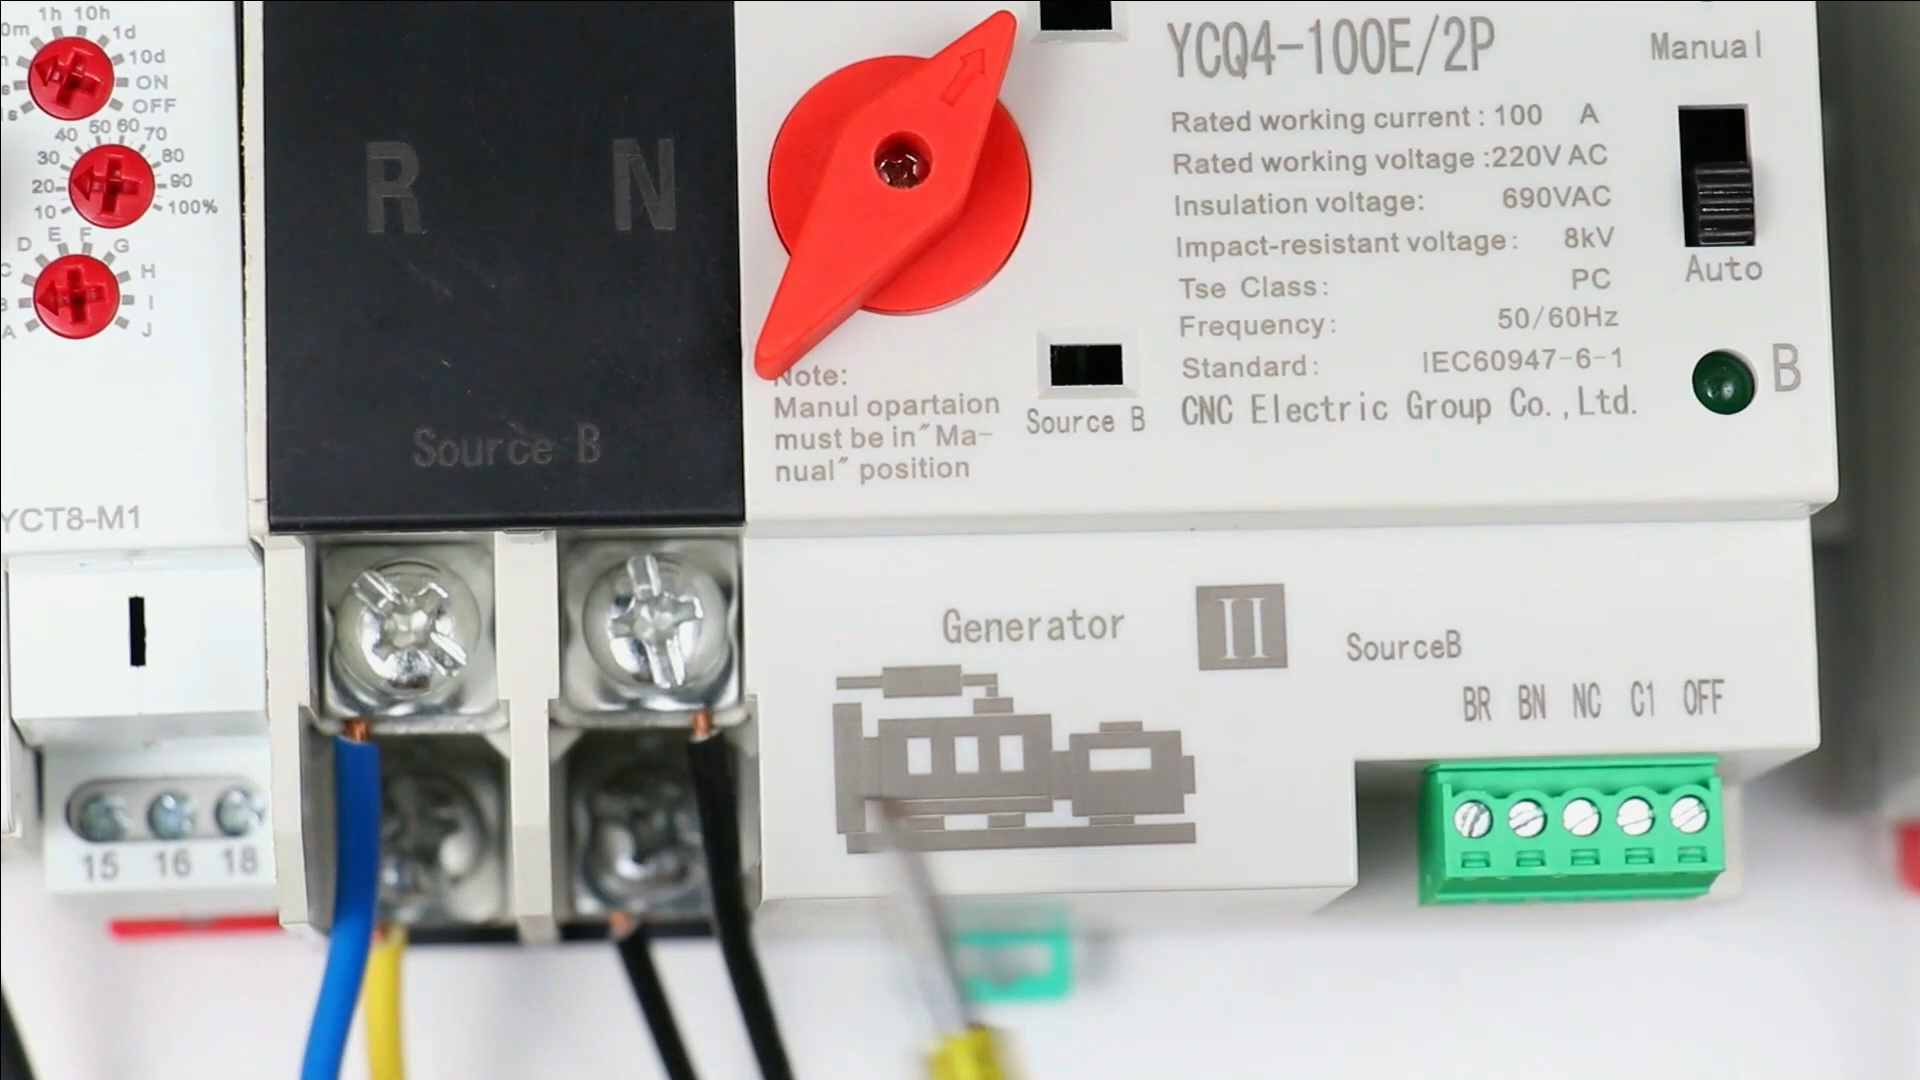 1h 10h
1d
10d
ON
OFF
40 50 60 70
30 80
20 90
10 100%
D E F G
C H
B I
A J
YCT8-M1
15 16 18
R N
Source B
YCQ4-100E/2P
Rated working current: 100 A
Rated working voltage :220V AC
Insulation voltage: 690VAC
Impact-resistant voltage: 8kV
Tse Class: PC
Frequency: 50/60Hz
Standard: IEC60947-6-1
CNC Electric Group Co.,Ltd.
Manual
Auto
B
Note:
Manul opartaion
must be in"Ma-
nual" position
Source B
Generator
II
SourceB
BR BN NC C1 OFF